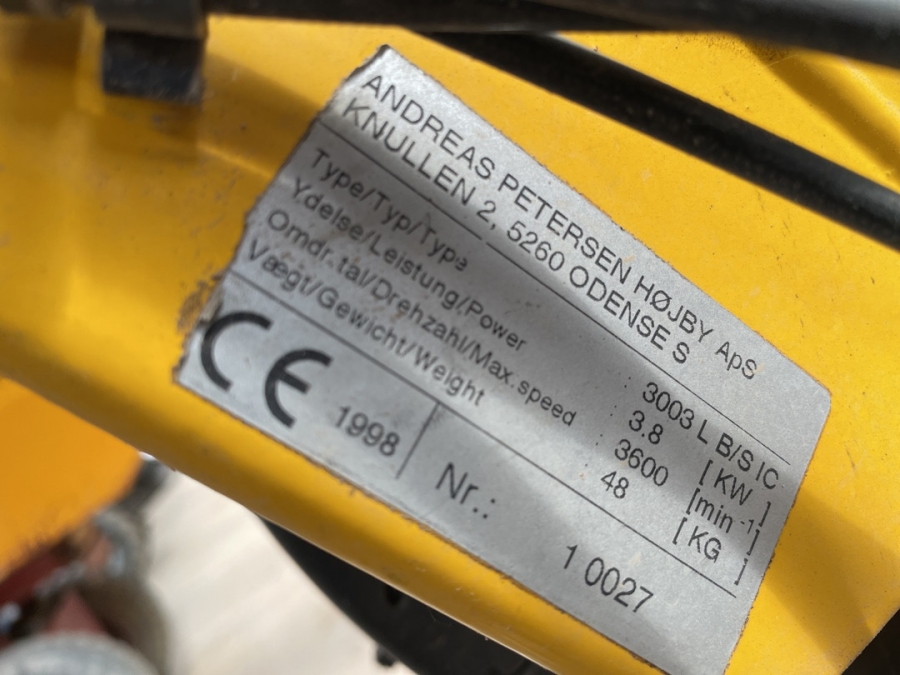 ANDREAS PETERSEN HØJBY ApS
KNULLEN 2, 5260 ODENSE S
Type/Typ/Type : 3003 L B/S IC
Ydelse/Leistung/Power : 3.8 [ KW ]
Omdr.tal/Drehzahl/Max.speed : 3600 [min⁻¹]
Vægt/Gewicht/Weight : 48 [ KG ]
CE 1998 Nr.: 1 0027